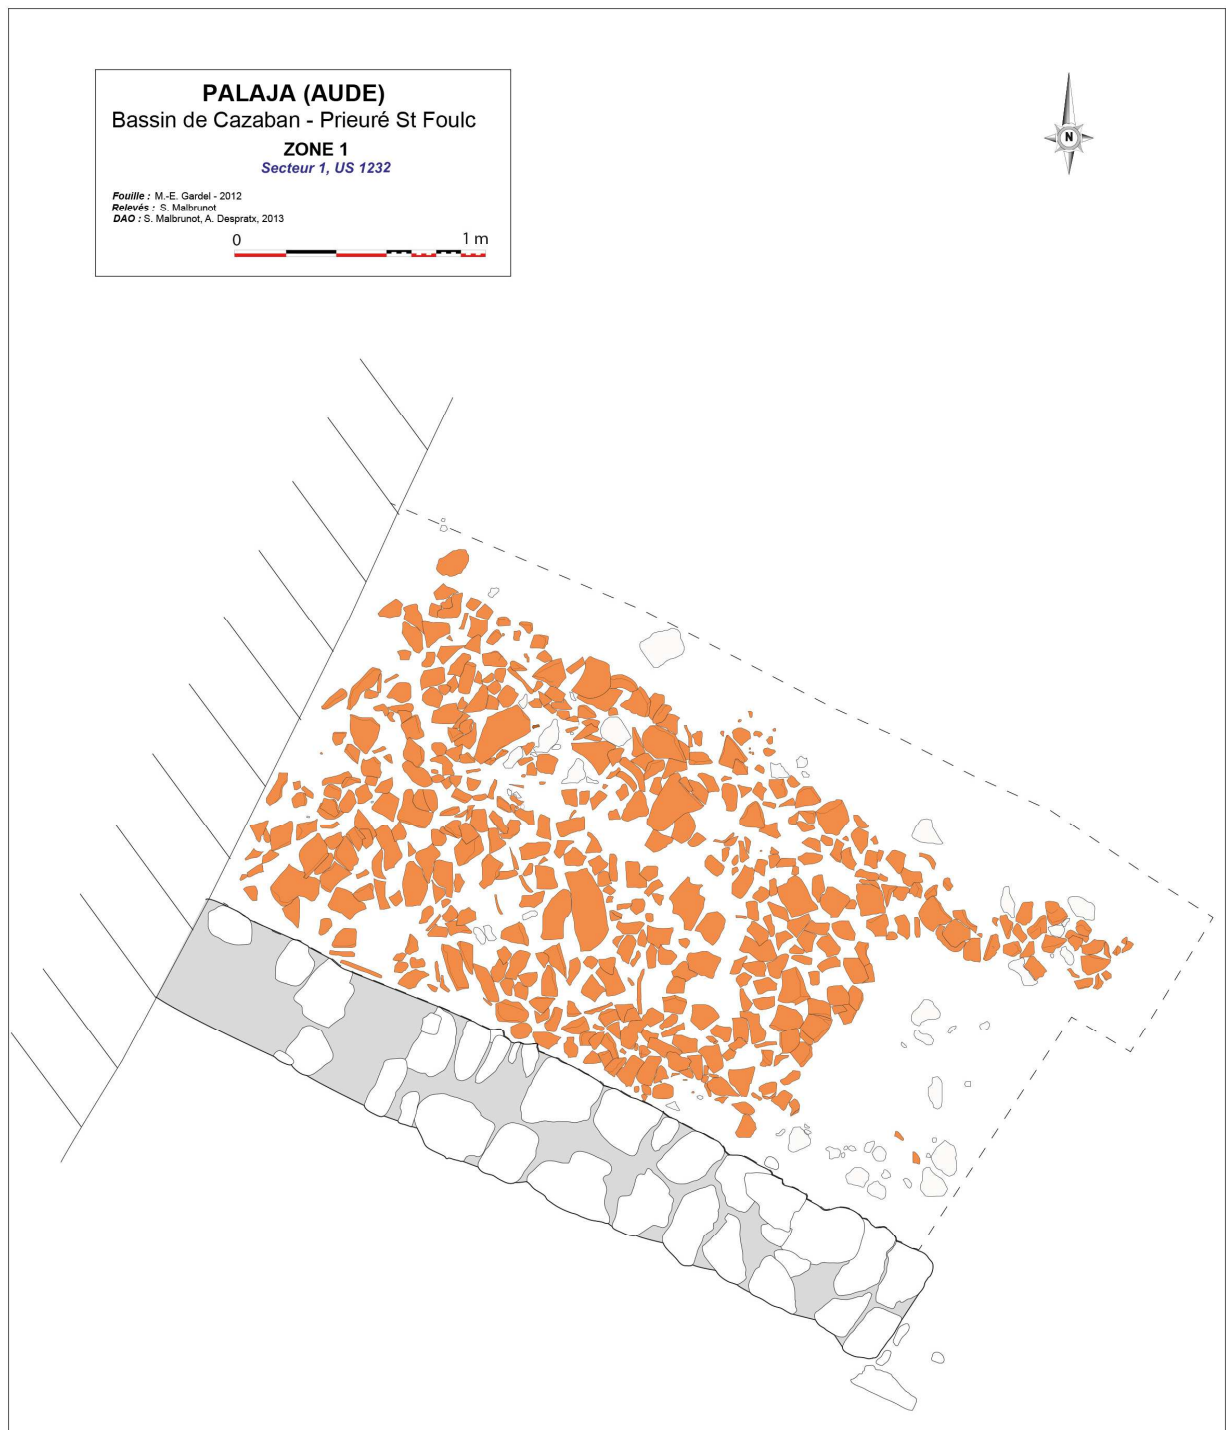 PALAJA (AUDE)
Bassin de Cazaban - Prieuré St Foulc
ZONE 1
Secteur 1, US 1232
Fouille : M.-E. Gardel - 2012
Relevés : S. Malbrunot
DAO : S. Malbrunot, A. Despratx, 2013
0 1 m
N